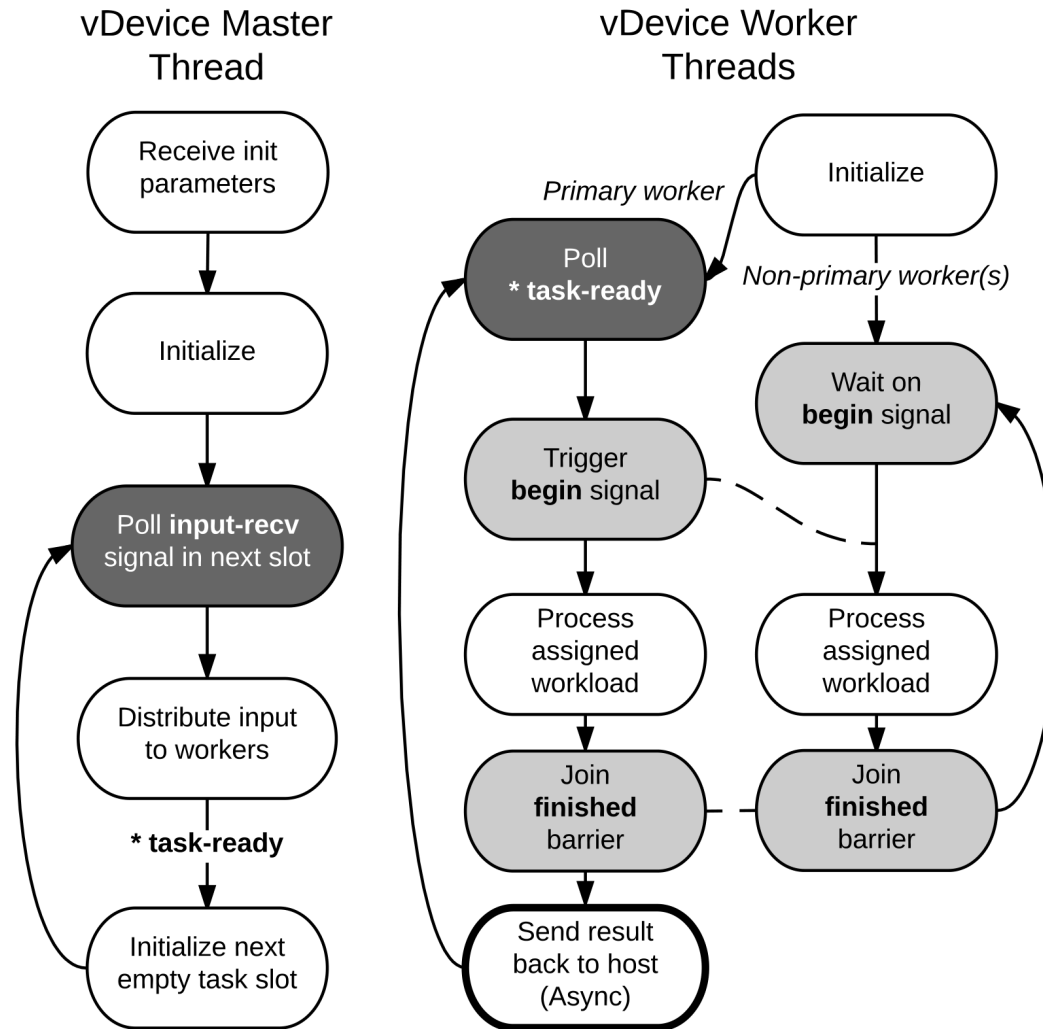 vDevice Master
Thread
Receive init
parameters
Initialize
Poll input-recv
signal in next slot
Distribute input
to workers
* task-ready
Initialize next
empty task slot
vDevice Worker
Threads
Initialize
Primary worker
Non-primary worker(s)
Poll
* task-ready
Trigger
begin signal
Process
assigned
workload
Join
finished
barrier
Send result
back to host
(Async)
Wait on
begin signal
Process
assigned
workload
Join
finished
barrier